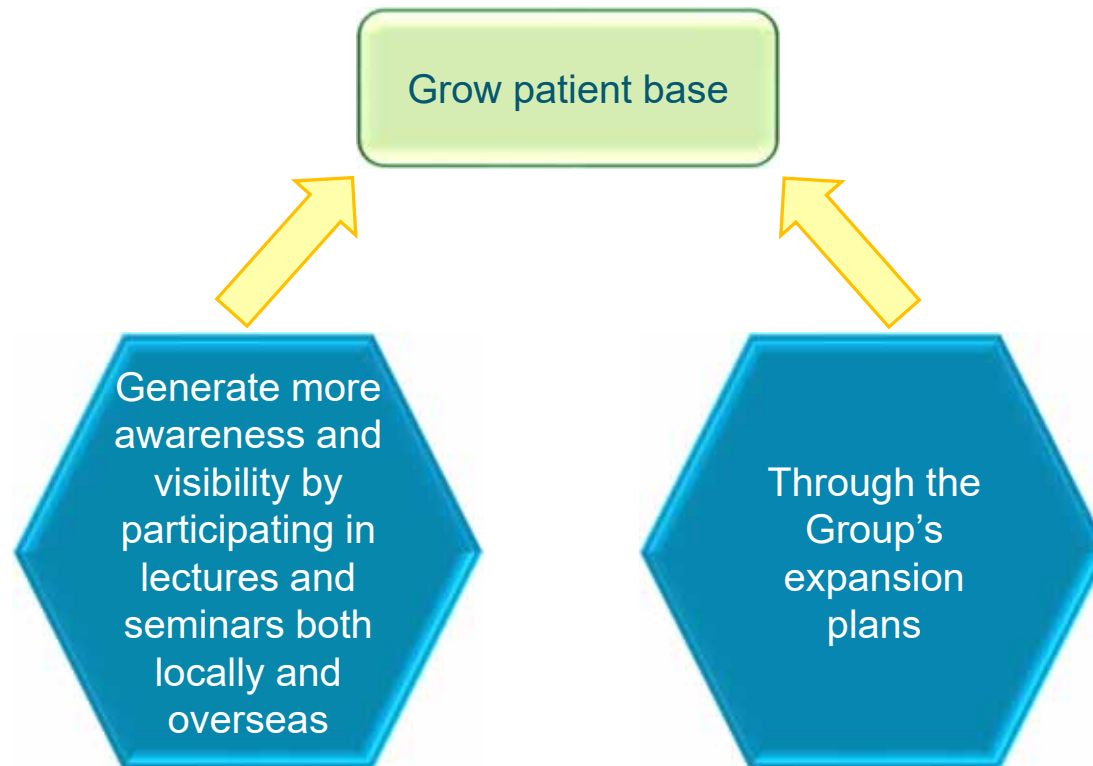 Grow patient base
Generate more
awareness and
visibility by
participating in
lectures and
seminars both
locally and
overseas
Through the
Group’s
expansion
plans